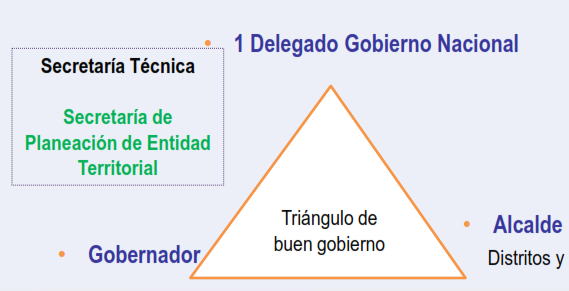 1 Delegado Gobierno Nacional
Secretaría Técnica
Secretaría de
Planeación de Entidad
Territorial
Triángulo de
buen gobierno
Gobernador
Alcalde
Distritos y